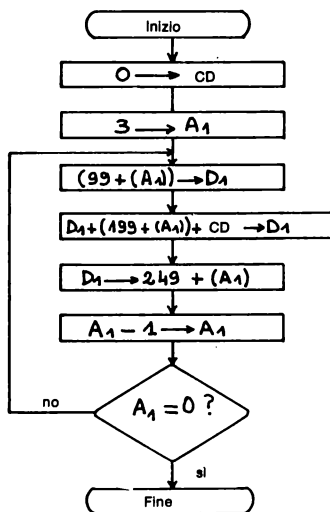 Inizio
0 → CD
3 → A1
(99 + (A1)) → D1
D1 + (199 + (A1)) + CD → D1
D1 → 249 + (A1)
A1 - 1 → A1
A1 = 0 ?
no
si
Fine